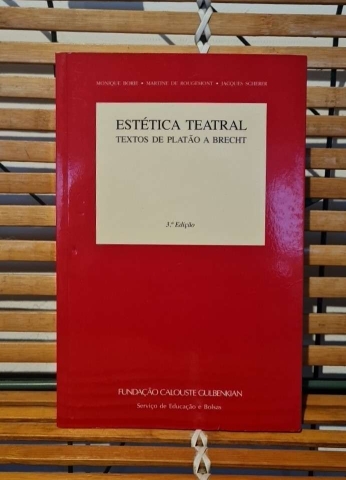 MONIQUE BORIE • MARTINE DE ROUGEMONT • JACQUES SCHERER
ESTÉTICA TEATRAL
TEXTOS DE PLATÃO A BRECHT
3.ª Edição
FUNDAÇÃO CALOUSTE GULBENKIAN
Serviço de Educação e Bolsas